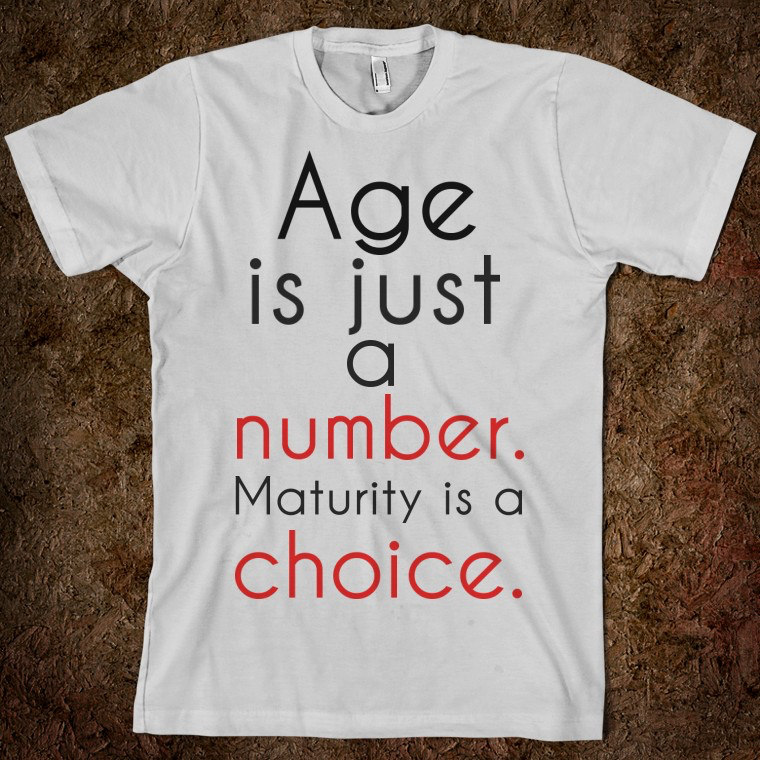 Age
is just
a
number.
Maturity is a
choice.